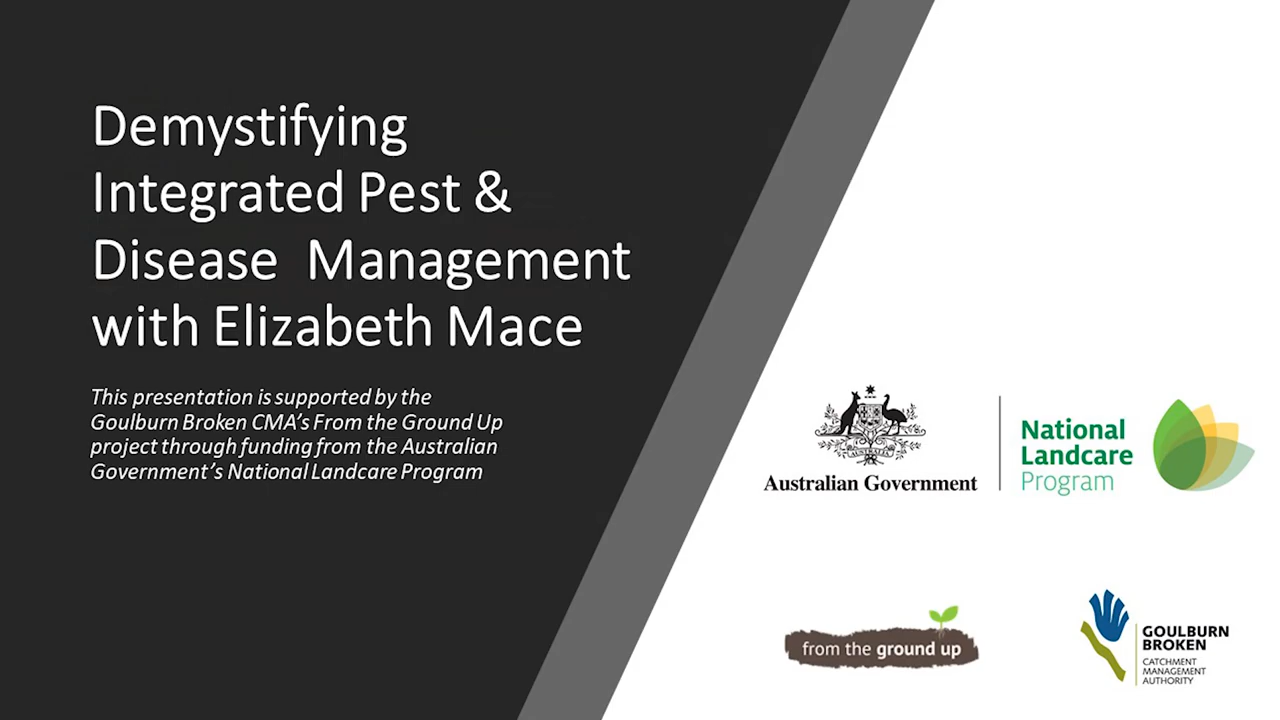 Demystifying
Integrated Pest &
Disease  Management
with Elizabeth Mace
This presentation is supported by the
Goulburn Broken CMA's From the Ground Up
project through funding from the Australian
Government's National Landcare Program
AUSTRALIA
Australian Government
National
Landcare
Program
from the ground up
GOULBURN
BROKEN
CATCHMENT
MANAGEMENT
AUTHORITY